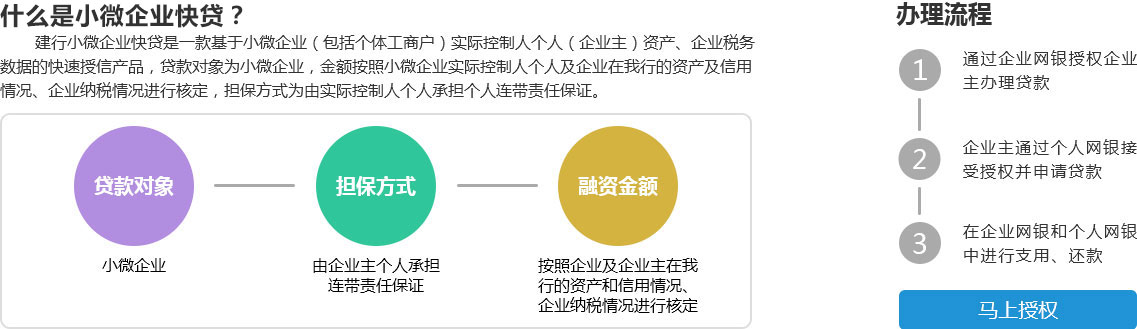 什么是小微企业快贷？
建行小微企业快贷是一款基于小微企业（包括个体工商户）实际控制人个人（企业主）资产、企业税务
数据的快速授信产品，贷款对象为小微企业，金额按照小微企业实际控制人个人及企业在我行的资产及信用
情况、企业纳税情况进行核定，担保方式为由实际控制人个人承担个人连带责任保证。
贷款对象
担保方式
融资金额
小微企业
由企业主个人承担
连带责任保证
按照企业及企业主在我
行的资产和信用情况、
企业纳税情况进行核定
办理流程
1
通过企业网银授权企业
主办理贷款
2
企业主通过个人网银接
受授权并申请贷款
3
在企业网银和个人网银
中进行支用、还款
马上授权